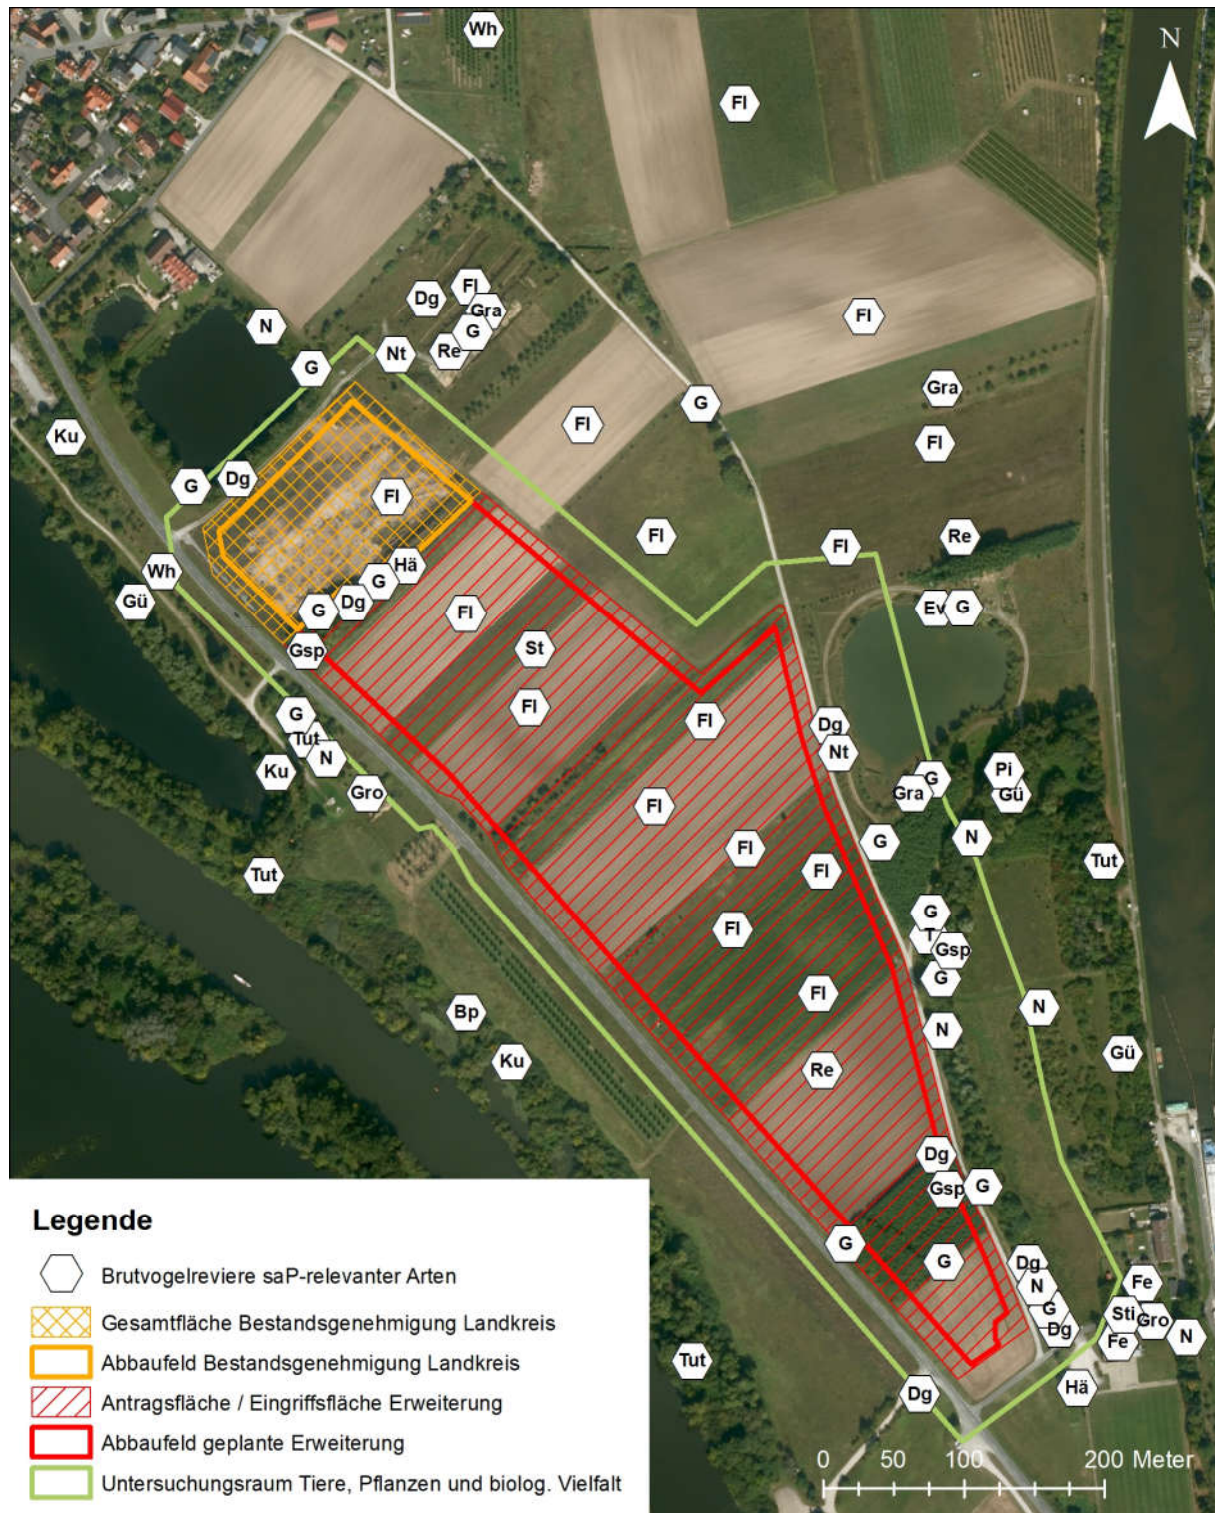 Wh
N
Fl
Fl
Dg
Gra
G
Re
N
G
Nt
Fl
Gra
G
Fl
Ku
Fl
G
Dg
Fl
Fl
Fl
Re
Hä
G
Dg
G
Wh
Gü
Fl
Ev
G
Gsp
St
Fl
G
Tut
N
Ku
Gro
Fl
Dg
Nt
Pi
Gü
G
Gra
Fl
G
N
Fl
Fl
Tut
Tut
G
T
Gsp
G
Fl
Fl
N
N
Bp
Ku
Gü
Re
Dg
Gsp
G
G
G
Dg
N
G
Dg
Fe
Sti
Gro
Fe
N
Tut
Hä
Dg
Legende
Brutvogelreviere saP-relevanter Arten
Gesamtfläche Bestandsgenehmigung Landkreis
Abbaufeld Bestandsgenehmigung Landkreis
Antragsfläche / Eingriffsfläche Erweiterung
Abbaufeld geplante Erweiterung
Untersuchungsraum Tiere, Pflanzen und biolog. Vielfalt
0 50 100 200 Meter